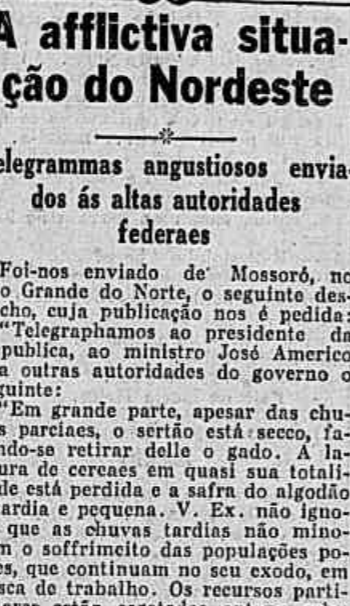 A afflictiva situa-
ção do Nordeste
elegrammas angustiosos envia-
dos ás altas autoridades
federaes
Foi-nos enviado de Mossoró, no
o Grande do Norte, o seguinte des-
cho, cuja publicação nos é pedida:
"Telegraphamos ao presidente da
publica, ao ministro José Americo
a outras autoridades do governo o
guinte:
"Em grande parte, apesar das chu-
s parciaes, o sertão está secco, fa-
ndo-se retirar delle o gado. A la-
ura de cereaes em quasi sua totali-
de está perdida e a safra do algodão
ardia e pequena. V. Ex. não igno-
que as chuvas tardias não mino-
m o soffrimeito das populações po-
es, que continuam no seu exodo, em
sca de trabalho. Os recursos parti-